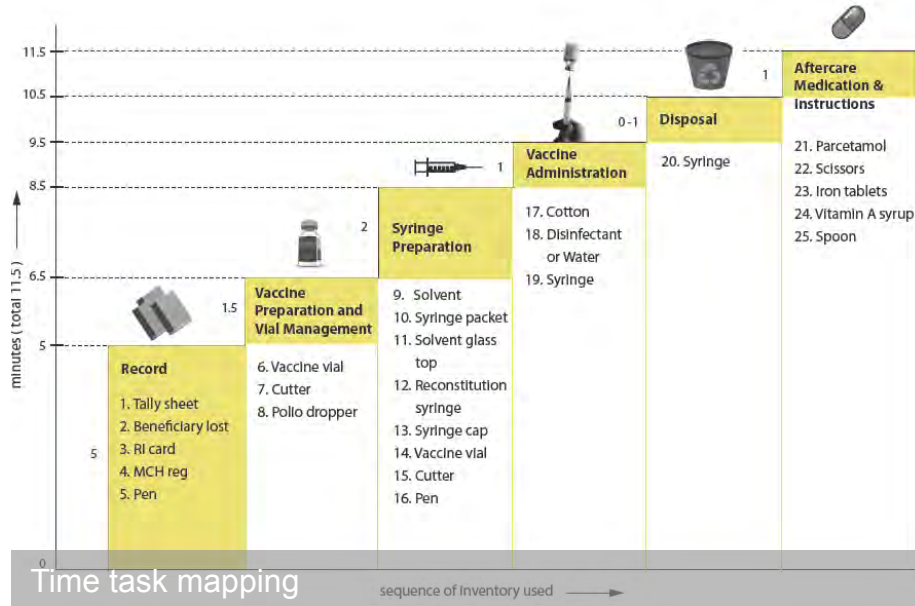 11.5
10.5
9.5
8.5
6.5
5
0
minutes ( total 11.5 )
5
Record
1. Tally sheet
2. Beneficiary lost
3. RI card
4. MCH reg
5. Pen
1.5
Vaccine
Preparation and
Vial Management
6. Vaccine vial
7. Cutter
8. Polio dropper
2
Syringe
Preparation
9. Solvent
10. Syringe packet
11. Solvent glass
top
12. Reconstitution
syringe
13. Syringe cap
14. Vaccine vial
15. Cutter
16. Pen
1
Vaccine
Administration
17. Cotton
18. Disinfectant
or Water
19. Syringe
0-1
Disposal
20. Syringe
1
Aftercare
Medication &
Instructions
21. Parcetamol
22. Scissors
23. Iron tablets
24. Vitamin A syrup
25. Spoon
Time task mapping
sequence of inventory used